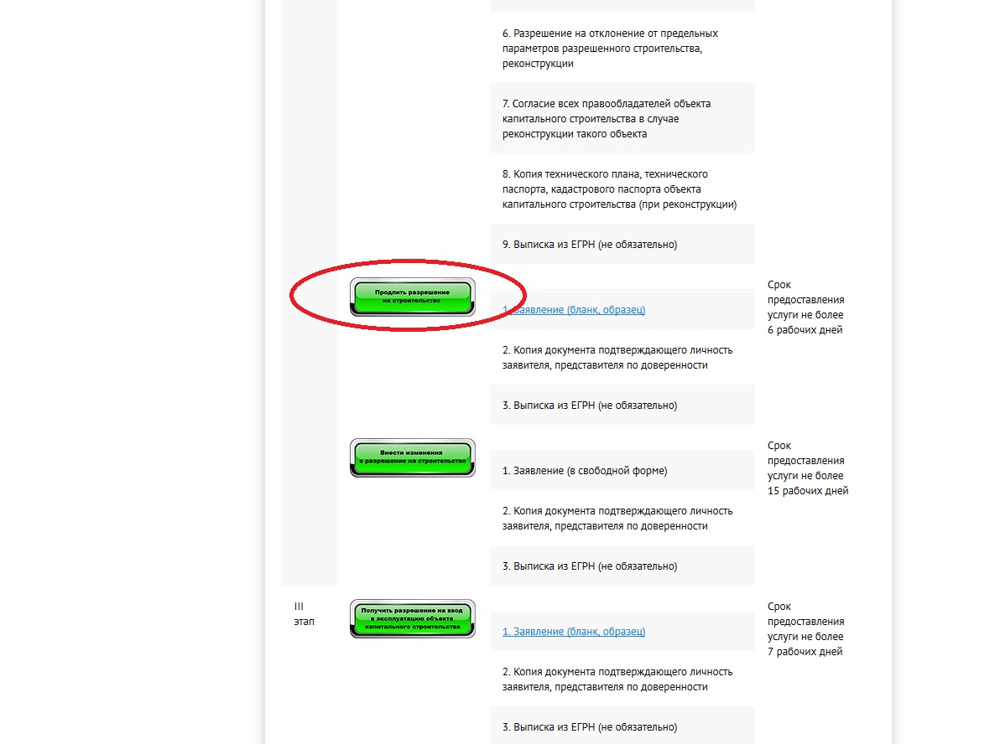 6. Разрешение на отклонение от предельных
параметров разрешенного строительства,
реконструкции
7. Согласие всех правообладателей объекта
капитального строительства в случае
реконструкции такого объекта
8. Копия технического плана, технического
паспорта, кадастрового паспорта объекта
капитального строительства (при реконструкции)
9. Выписка из ЕГРН (не обязательно)
Продлить разрешение
на строительство
1. Заявление (бланк, образец)
2. Копия документа подтверждающего личность
заявителя, представителя по доверенности
3. Выписка из ЕГРН (не обязательно)
Срок
предоставления
услуги не более
6 рабочих дней
Внести изменения
в разрешение на строительство
1. Заявление (в свободной форме)
2. Копия документа подтверждающего личность
заявителя, представителя по доверенности
3. Выписка из ЕГРН (не обязательно)
Срок
предоставления
услуги не более
15 рабочих дней
III
этап
Получить разрешение на ввод
в эксплуатацию объекта
капитального строительства
1. Заявление (бланк, образец)
2. Копия документа подтверждающего личность
заявителя, представителя по доверенности
3. Выписка из ЕГРН (не обязательно)
Срок
предоставления
услуги не более
7 рабочих дней